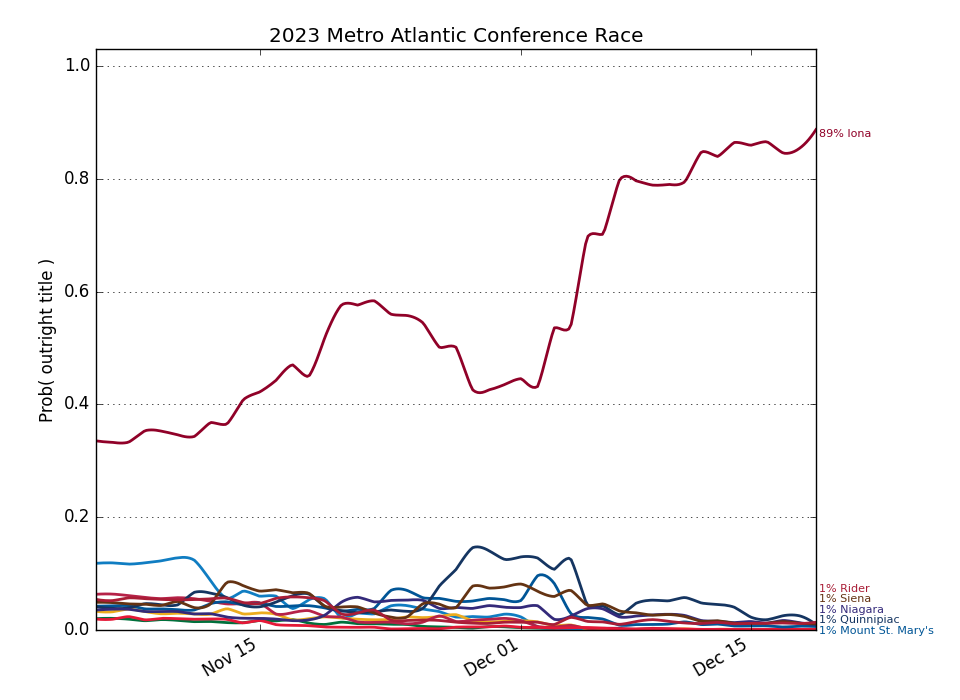 2023 Metro Atlantic Conference Race
Prob( outright title )
1.0
0.8
0.6
0.4
0.2
0.0
Nov 15
Dec 01
Dec 15
89% Iona
1% Rider
1% Siena
1% Niagara
1% Quinnipiac
1% Mount St. Mary's